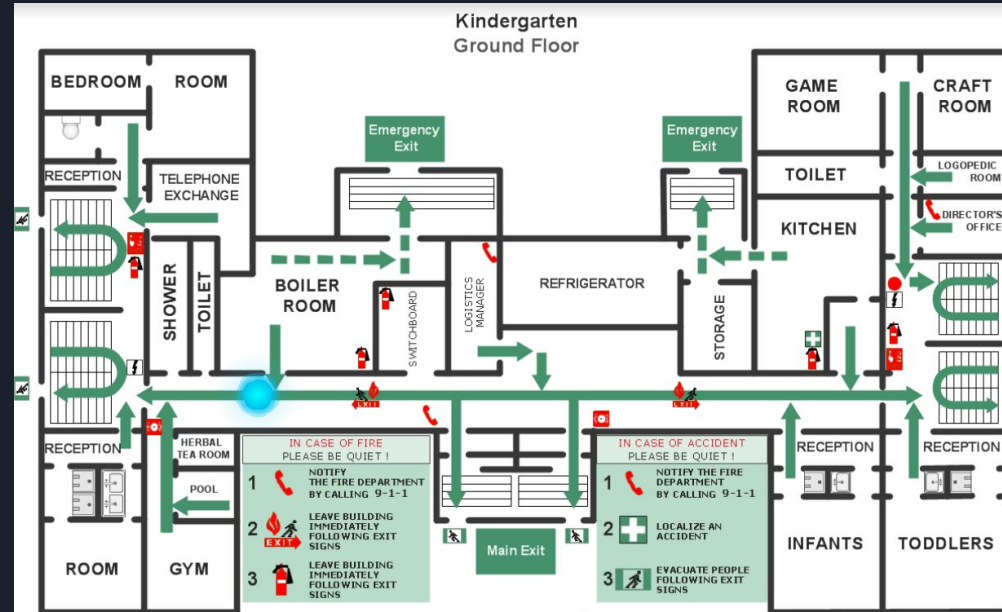 Kindergarten
Ground Floor
BEDROOM
ROOM
GAME
ROOM
CRAFT
ROOM
Emergency
Exit
Emergency
Exit
RECEPTION
TELEPHONE
EXCHANGE
TOILET
LOGOPEDIC
ROOM
DIRECTOR'S
OFFICE
KITCHEN
SHOWER
TOILET
BOILER
ROOM
SWITCHBOARD
LOGISTICS
MANAGER
REFRIGERATOR
STORAGE
EXIT
EXIT
RECEPTION
HERBAL
TEA ROOM
POOL
ROOM
GYM
IN CASE OF FIRE
PLEASE BE QUIET !
1 NOTIFY
THE FIRE DEPARTMENT
BY CALLING 9-1-1
2 EXIT LEAVE BUILDING
IMMEDIATELY
FOLLOWING EXIT
SIGNS
3 LEAVE BUILDING
IMMEDIATELY
FOLLOWING EXIT
SIGNS
Main Exit
IN CASE OF ACCIDENT
PLEASE BE QUIET !
1 NOTIFY THE FIRE
DEPARTMENT
BY CALLING 9-1-1
2 LOCALIZE AN
ACCIDENT
3 EVACUATE PEOPLE
FOLLOWING EXIT
SIGNS
RECEPTION
RECEPTION
INFANTS
TODDLERS